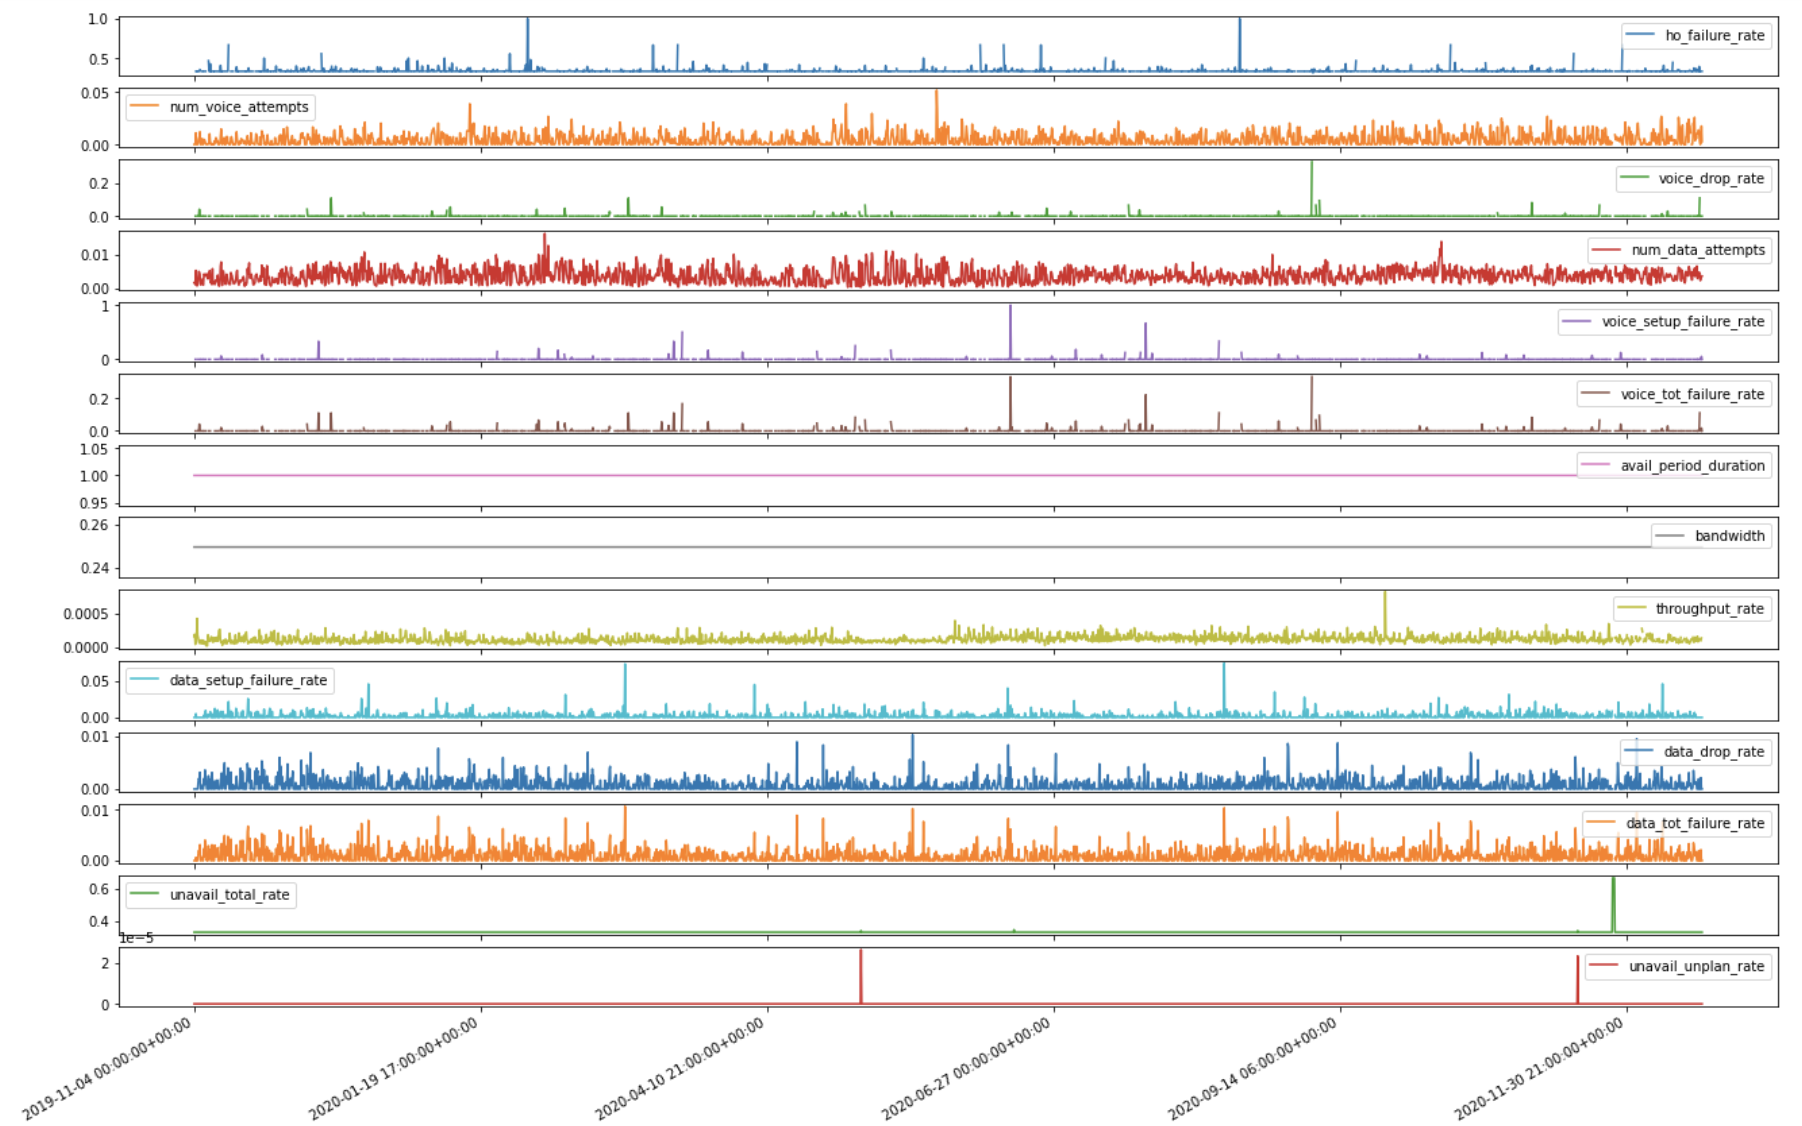 1.0
0.5
ho_failure_rate
0.05
0.00
num_voice_attempts
0.2
0.0
voice_drop_rate
0.01
0.00
num_data_attempts
1
0
voice_setup_failure_rate
0.2
0.0
voice_tot_failure_rate
1.05
1.00
0.95
avail_period_duration
0.26
0.24
bandwidth
0.0005
0.0000
throughput_rate
0.05
0.00
data_setup_failure_rate
0.01
0.00
data_drop_rate
0.01
0.00
data_tot_failure_rate
0.6
0.4
unavail_total_rate
1e−5
2
0
unavail_unplan_rate
2019-11-04 00:00:00+00:00
2020-01-19 17:00:00+00:00
2020-04-10 21:00:00+00:00
2020-06-27 00:00:00+00:00
2020-09-14 06:00:00+00:00
2020-11-30 21:00:00+00:00